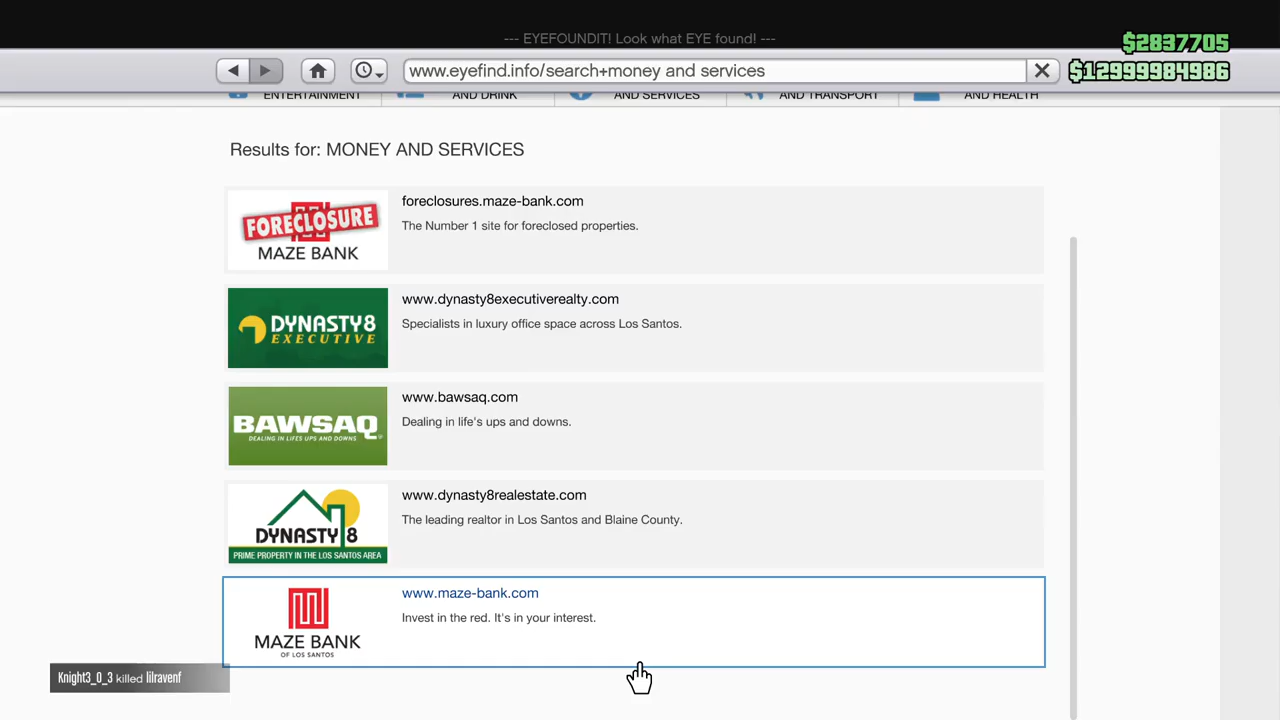 --- EYEFOUNDIT! Look what EYE found! ---
$2837705
www.eyefind.info/search+money and services
$12999984986
ENTERTAINMENT
AND DRINK
AND SERVICES
AND TRANSPORT
AND HEALTH
Results for: MONEY AND SERVICES
FORECLOSURE
MAZE BANK
foreclosures.maze-bank.com
The Number 1 site for foreclosed properties.
DYNASTY8
EXECUTIVE
www.dynasty8executiverealty.com
Specialists in luxury office space across Los Santos.
BAWSAQ
DEALING IN LIFES UPS AND DOWNS
www.bawsaq.com
Dealing in life's ups and downs.
DYNASTY 8
PRIME PROPERTY IN THE LOS SANTOS AREA
www.dynasty8realestate.com
The leading realtor in Los Santos and Blaine County.
MAZE BANK
OF LOS SANTOS
www.maze-bank.com
Invest in the red. It's in your interest.
Knight3_0_3 killed lilravenf